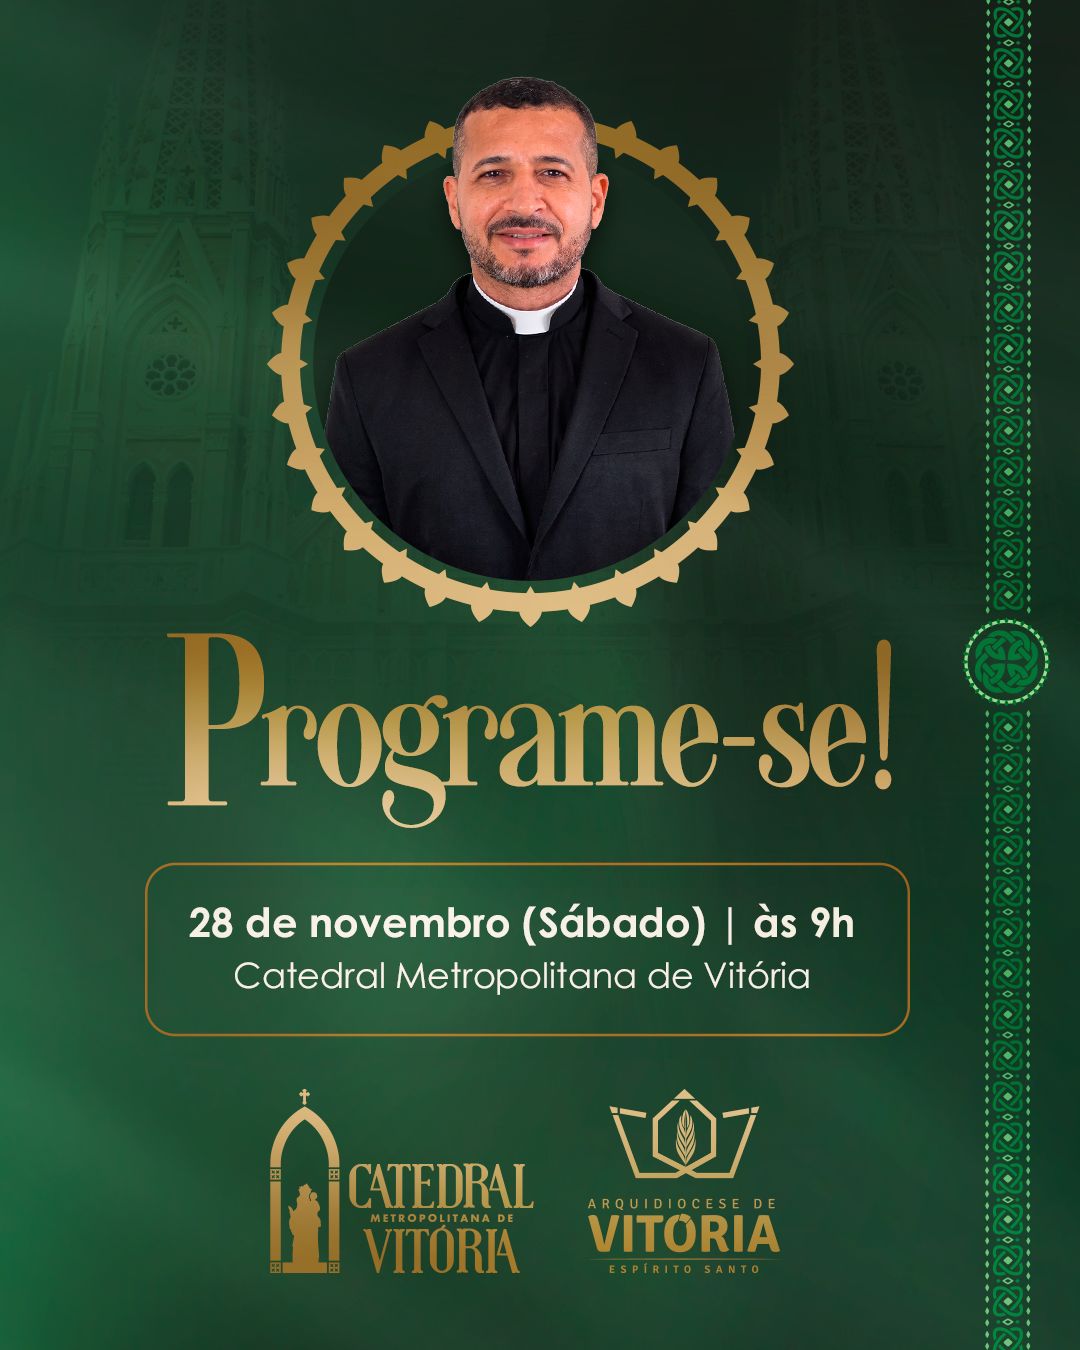 Programe-se!
28 de novembro (Sábado) | às 9h
Catedral Metropolitana de Vitória
CATEDRAL
METROPOLITANA DE
VITÓRIA
ARQUIDIOCESE DE
VITÓRIA
ESPÍRITO SANTO